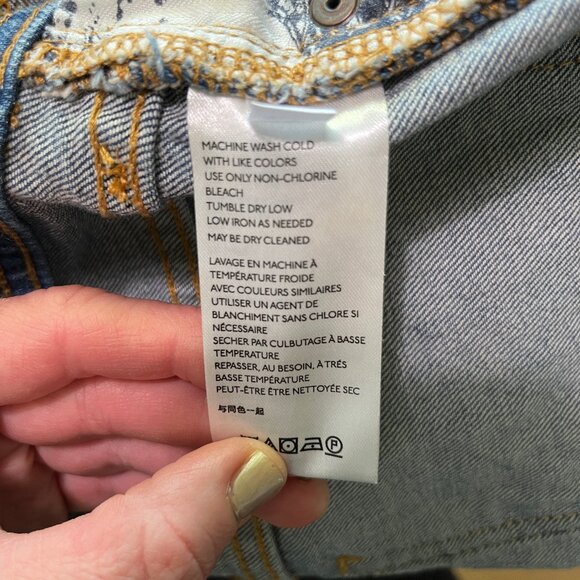 MACHINE WASH COLD
WITH LIKE COLORS
USE ONLY NON-CHLORINE
BLEACH
TUMBLE DRY LOW
LOW IRON AS NEEDED
MAY BE DRY CLEANED
LAVAGE EN MACHINE À
TEMPÉRATURE FROIDE
AVEC COULEURS SIMILAIRES
UTILISER UN AGENT DE
BLANCHIMENT SANS CHLORE SI
NÉCESSAIRE
SECHER PAR CULBUTAGE À BASSE
TEMPERATURE
REPASSER, AU BESOIN, À TRÉS
BASSE TEMPÉRATURE
PEUT-ÊTRE ÊTRE NETTOYÉE SEC
与同色一起
P